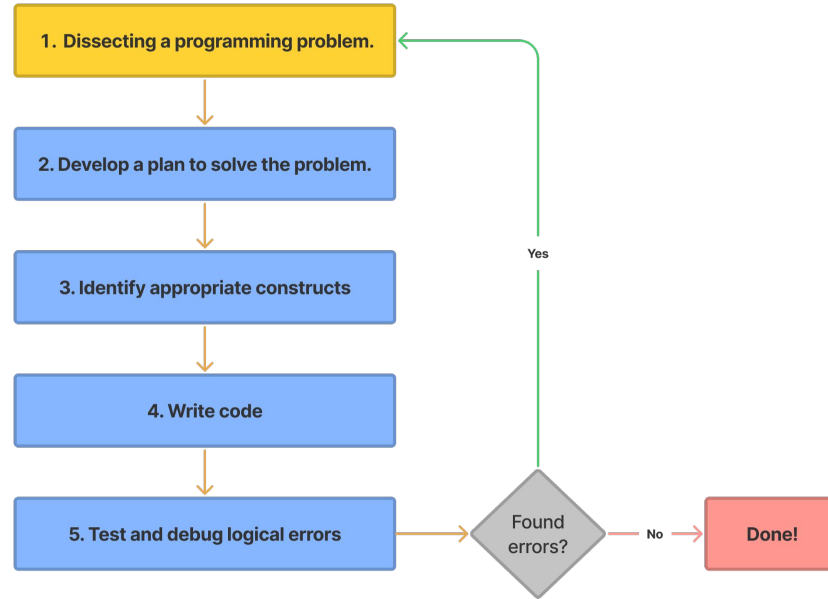 1. Dissecting a programming problem.
2. Develop a plan to solve the problem.
Yes
3. Identify appropriate constructs
4. Write code
5. Test and debug logical errors
Found
errors?
No
Done!